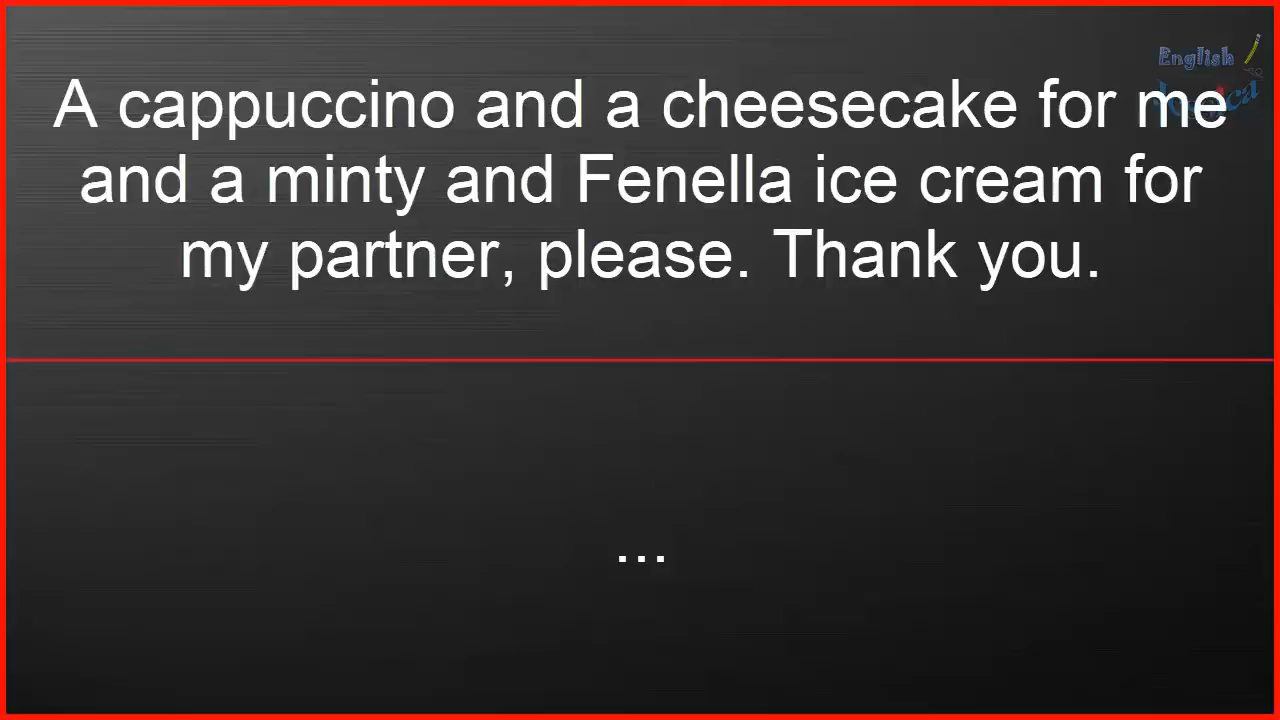 English
A cappuccino and a cheesecake for me
and a minty and Fenella ice cream for
my partner, please. Thank you.
...